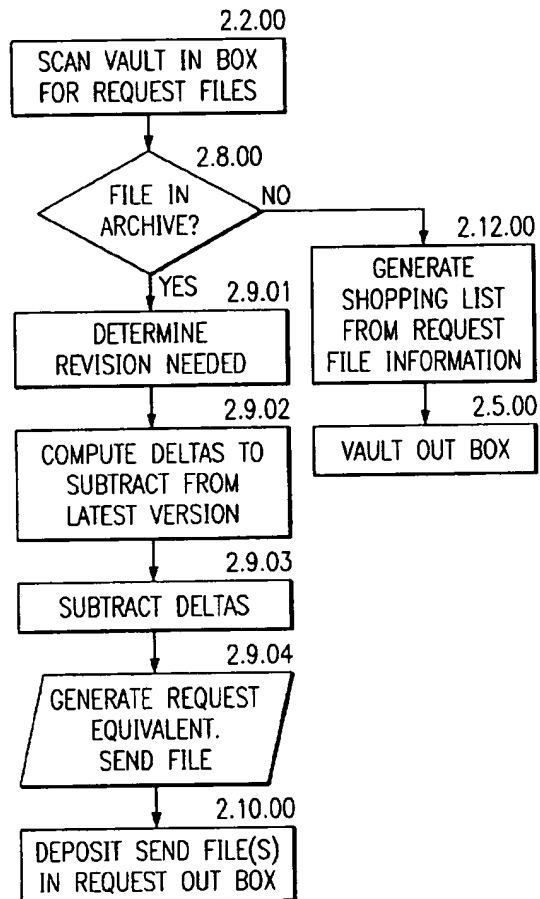 2.2.00
SCAN VAULT IN BOX
FOR REQUEST FILES
2.8.00
FILE IN
ARCHIVE?
NO
YES
2.12.00
GENERATE
SHOPPING LIST
FROM REQUEST
FILE INFORMATION
2.9.01
DETERMINE
REVISION NEEDED
2.5.00
VAULT OUT BOX
2.9.02
COMPUTE DELTAS TO
SUBTRACT FROM
LATEST VERSION
2.9.03
SUBTRACT DELTAS
2.9.04
GENERATE REQUEST
EQUIVALENT.
SEND FILE
2.10.00
DEPOSIT SEND FILE(S)
IN REQUEST OUT BOX